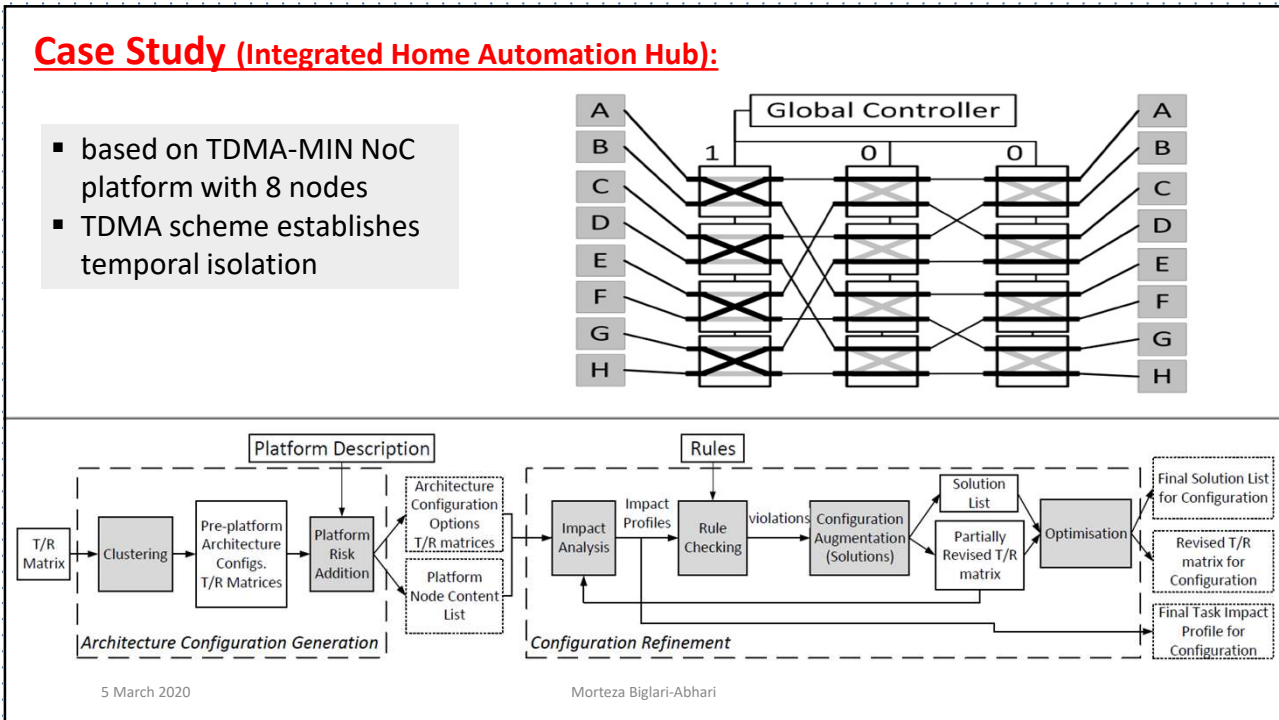 Case Study (Integrated Home Automation Hub):
▪ based on TDMA-MIN NoC
platform with 8 nodes
▪ TDMA scheme establishes
temporal isolation
Global Controller
1 0 0
A
B
C
D
E
F
G
H
A
B
C
D
E
F
G
H
Platform Description
Rules
T/R
Matrix
Clustering
Pre-platform
Architecture
Configs.
T/R Matrices
Platform
Risk
Addition
Architecture
Configuration
Options
T/R matrices
Platform
Node Content
List
Architecture Configuration Generation
Impact
Analysis
Impact
Profiles
Rule
Checking
violations
Configuration
Augmentation
(Solutions)
Solution
List
Partially
Revised T/R
matrix
Optimisation
Configuration Refinement
Final Solution List
for Configuration
Revised T/R
matrix for
Configuration
Final Task Impact
Profile for
Configuration
5 March 2020
Morteza Biglari-Abhari